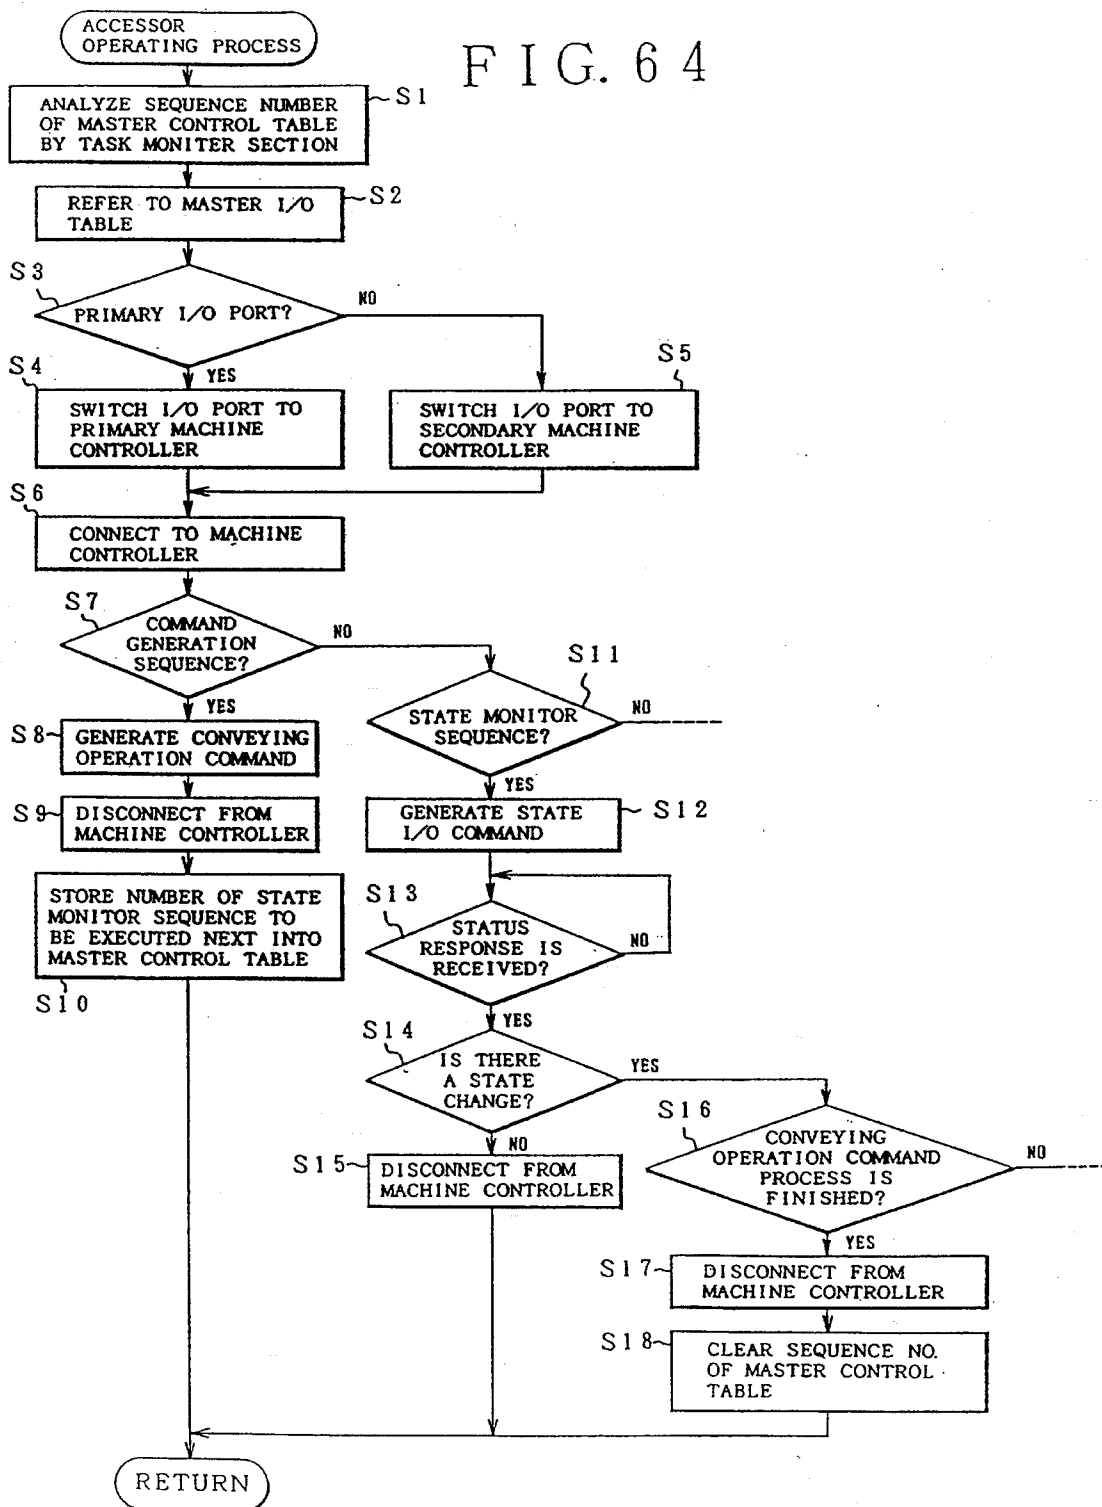 ACCESSOR
OPERATING PROCESS
FIG. 64
S1
ANALYZE SEQUENCE NUMBER
OF MASTER CONTROL TABLE
BY TASK MONITER SECTION
S2
REFER TO MASTER I/O
TABLE
S3
PRIMARY I/O PORT?
NO
YES
S4
SWITCH I/O PORT TO
PRIMARY MACHINE
CONTROLLER
S5
SWITCH I/O PORT TO
SECONDARY MACHINE
CONTROLLER
S6
CONNECT TO MACHINE
CONTROLLER
S7
COMMAND
GENERATION
SEQUENCE?
NO
YES
S8
GENERATE CONVEYING
OPERATION COMMAND
S9
DISCONNECT FROM
MACHINE CONTROLLER
STORE NUMBER OF STATE
MONITOR SEQUENCE TO
BE EXECUTED NEXT INTO
MASTER CONTROL TABLE
S10
S11
STATE MONITOR
SEQUENCE?
NO
YES
S12
GENERATE STATE
I/O COMMAND
S13
STATUS
RESPONSE IS
RECEIVED?
NO
YES
S14
IS THERE
A STATE
CHANGE?
YES
NO
S15
DISCONNECT FROM
MACHINE CONTROLLER
S16
CONVEYING
OPERATION COMMAND
PROCESS IS
FINISHED?
NO
YES
S17
DISCONNECT FROM
MACHINE CONTROLLER
S18
CLEAR SEQUENCE NO.
OF MASTER CONTROL
TABLE
RETURN